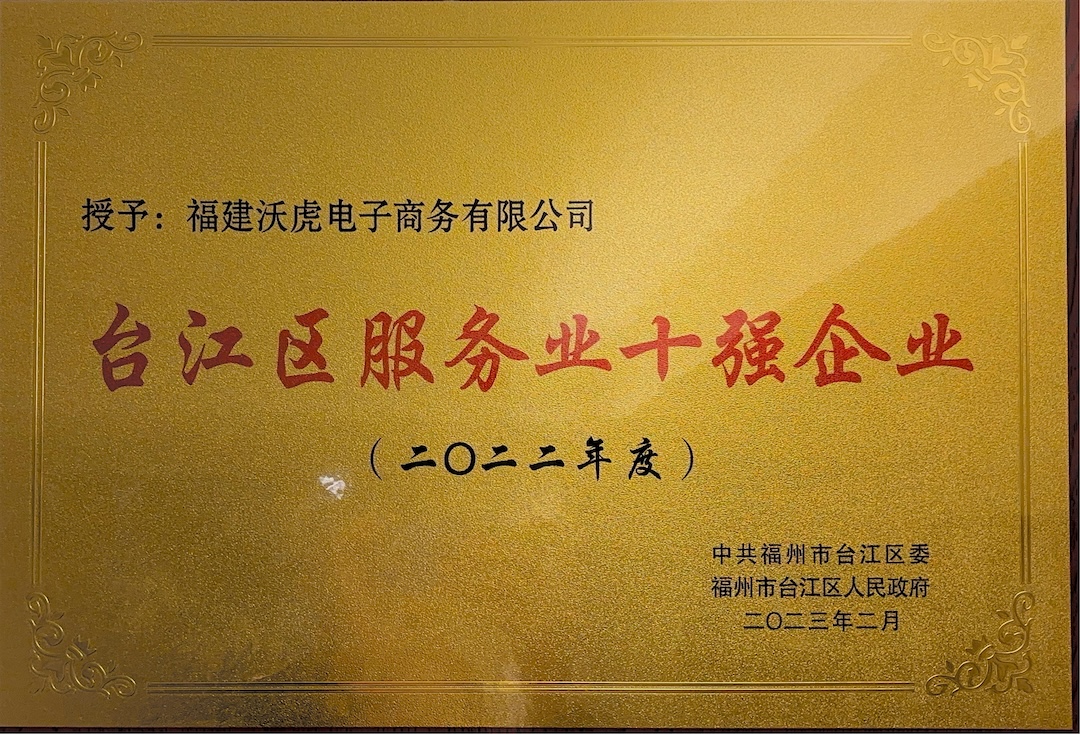 授予：福建沃虎电子商务有限公司
台江区服务业十强企业
（二〇二二年度）
中共福州市台江区委
福州市台江区人民政府
二〇二三年二月